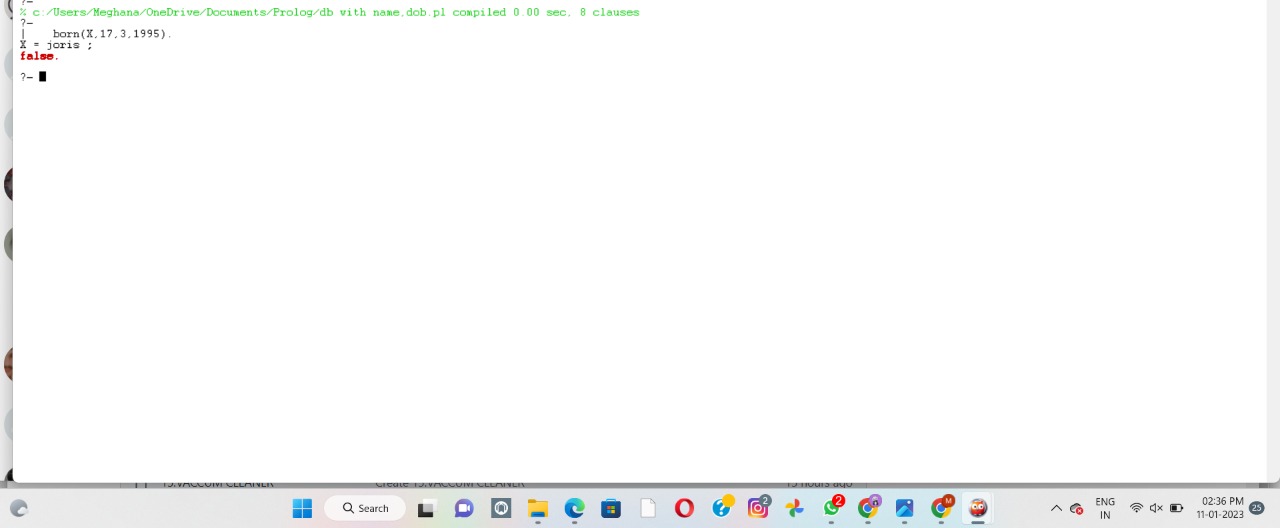 ?-
% c:/Users/Meghana/OneDrive/Documents/Prolog/db with name,dob.pl compiled 0.00 sec, 8 clauses
?-
|    born(X,17,3,1995).
X = joris ;
false.
?-
15.VACCUM CLEANER Create 15.VACCUM CLEANER 15 hours ago
Search
2
2
M
ENG
IN
02:36 PM
11-01-2023
25